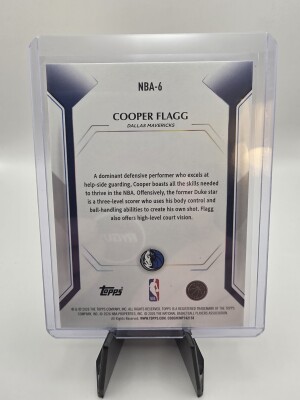 NBA-6
COOPER FLAGG
DALLAS MAVERICKS
A dominant defensive performer who excels at
help-side guarding, Cooper boasts all the skills needed
to thrive in the NBA. Offensively, the former Duke star
is a three-level scorer who uses his body control and
ball-handling abilities to create his own shot. Flagg
also offers high-level court vision.
Topps
NBA